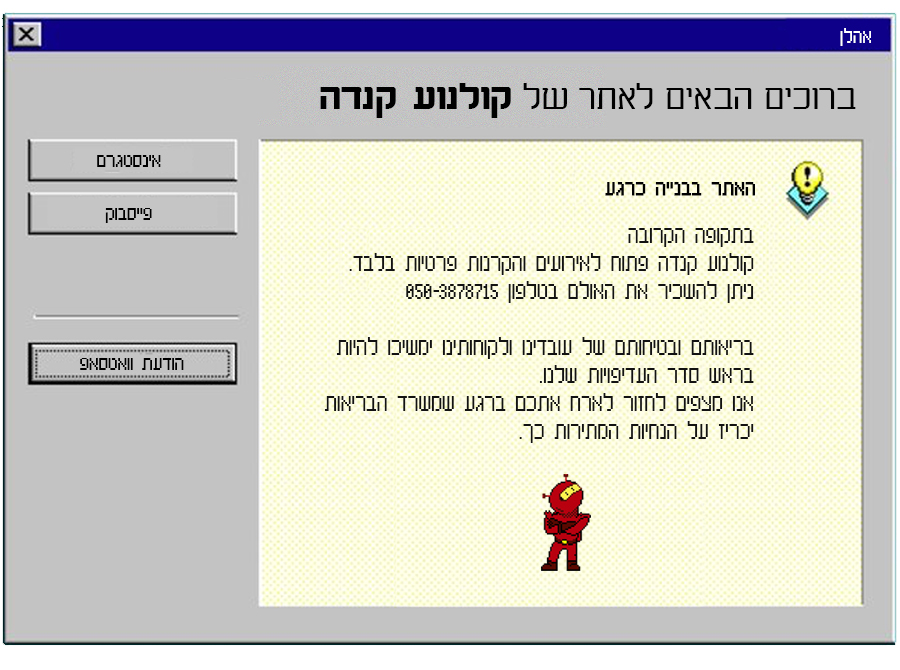 אהלן
ברוכים הבאים לאתר של קולנוע קנדה
אינסטגרם
פייסבוק
הודעת וואטסאפ
האתר בבנייה כרגע
בתקופה הקרובה
קולנוע קנדה פתוח לאירועים והקרנות פרטיות בלבד.
ניתן להשכיר את האולם בטלפון 050-3878715
בריאותם ובטיחותם של עובדינו ולקוחותינו ימשיכו להיות
בראש סדר העדיפויות שלנו.
אנו מצפים לחזור לארח אתכם ברגע שמשרד הבריאות
יכריז על הנחיות המתירות כך.